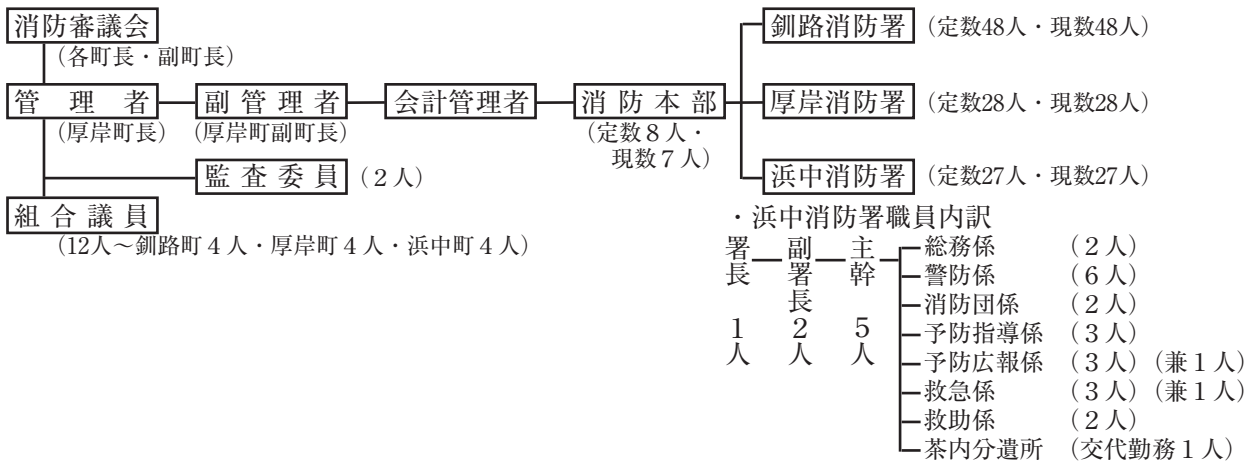 消防審議会
(各町長・副町長)
管理者
(厚岸町長)
副管理者
(厚岸町副町長)
会計管理者
消防本部
(定数8人・
現数7人)
釧路消防署 (定数48人・現数48人)
厚岸消防署 (定数28人・現数28人)
浜中消防署 (定数27人・現数27人)
監査委員 (2人)
組合議員
(12人～釧路町4人・厚岸町4人・浜中町4人)
・浜中消防署職員内訳
署長 1人
副署長 2人
主幹 5人
総務係 (2人)
警防係 (6人)
消防団係 (2人)
予防指導係 (3人)
予防広報係 (3人)(兼1人)
救急係 (3人)(兼1人)
救助係 (2人)
茶内分遣所 (交代勤務1人)